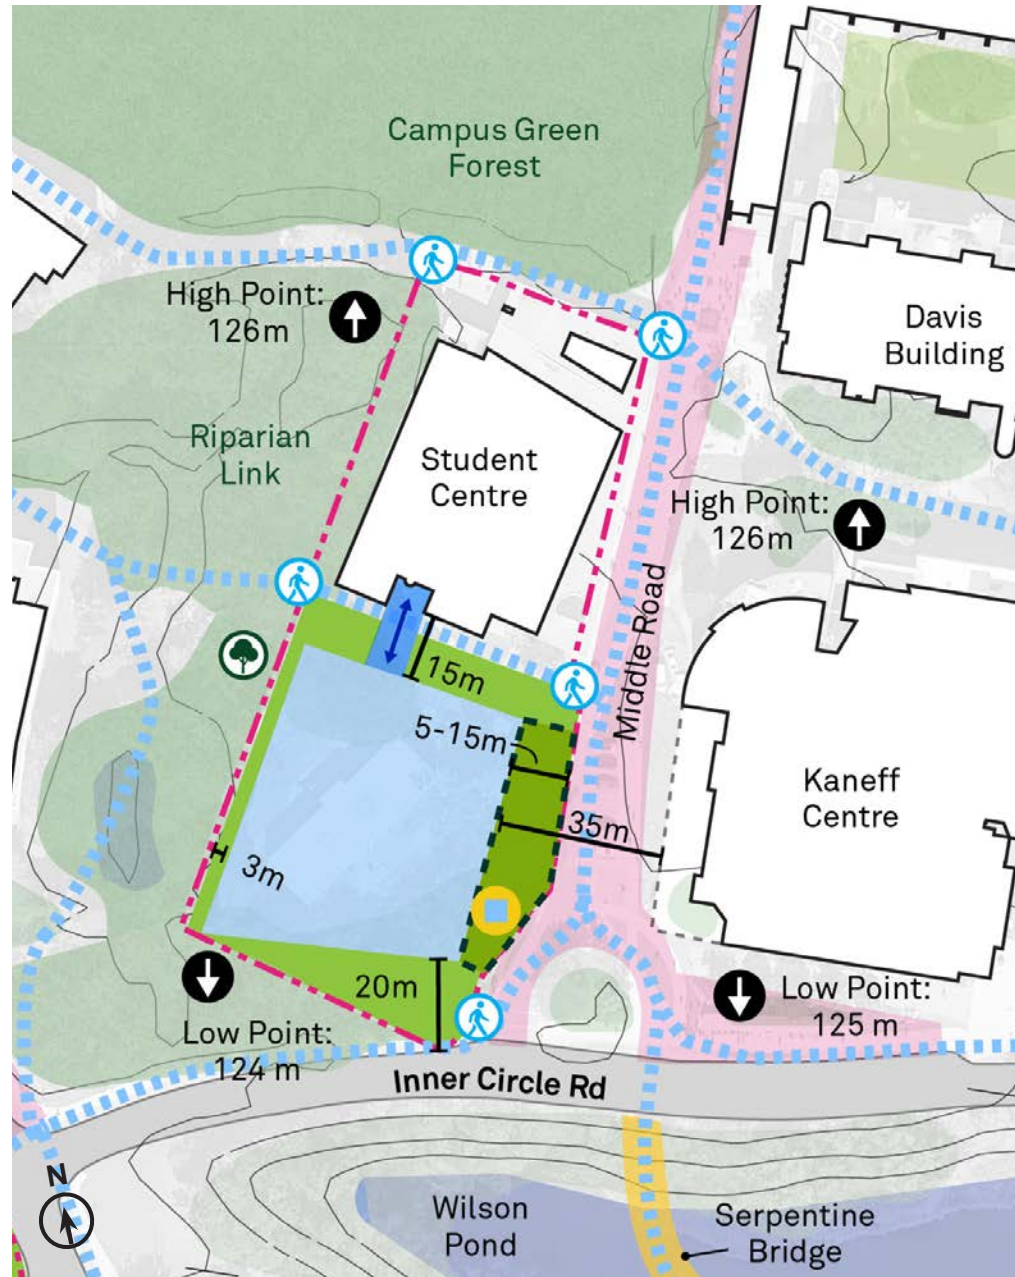 Campus Green
Forest
High Point:
126m
Davis
Building
Riparian
Link
Student
Centre
High Point:
126m
Middle Road
15m
5-15m
Kaneff
Centre
35m
3m
20m
Low Point:
124 m
Low Point:
125 m
Inner Circle Rd
N
Wilson
Pond
Serpentine
Bridge